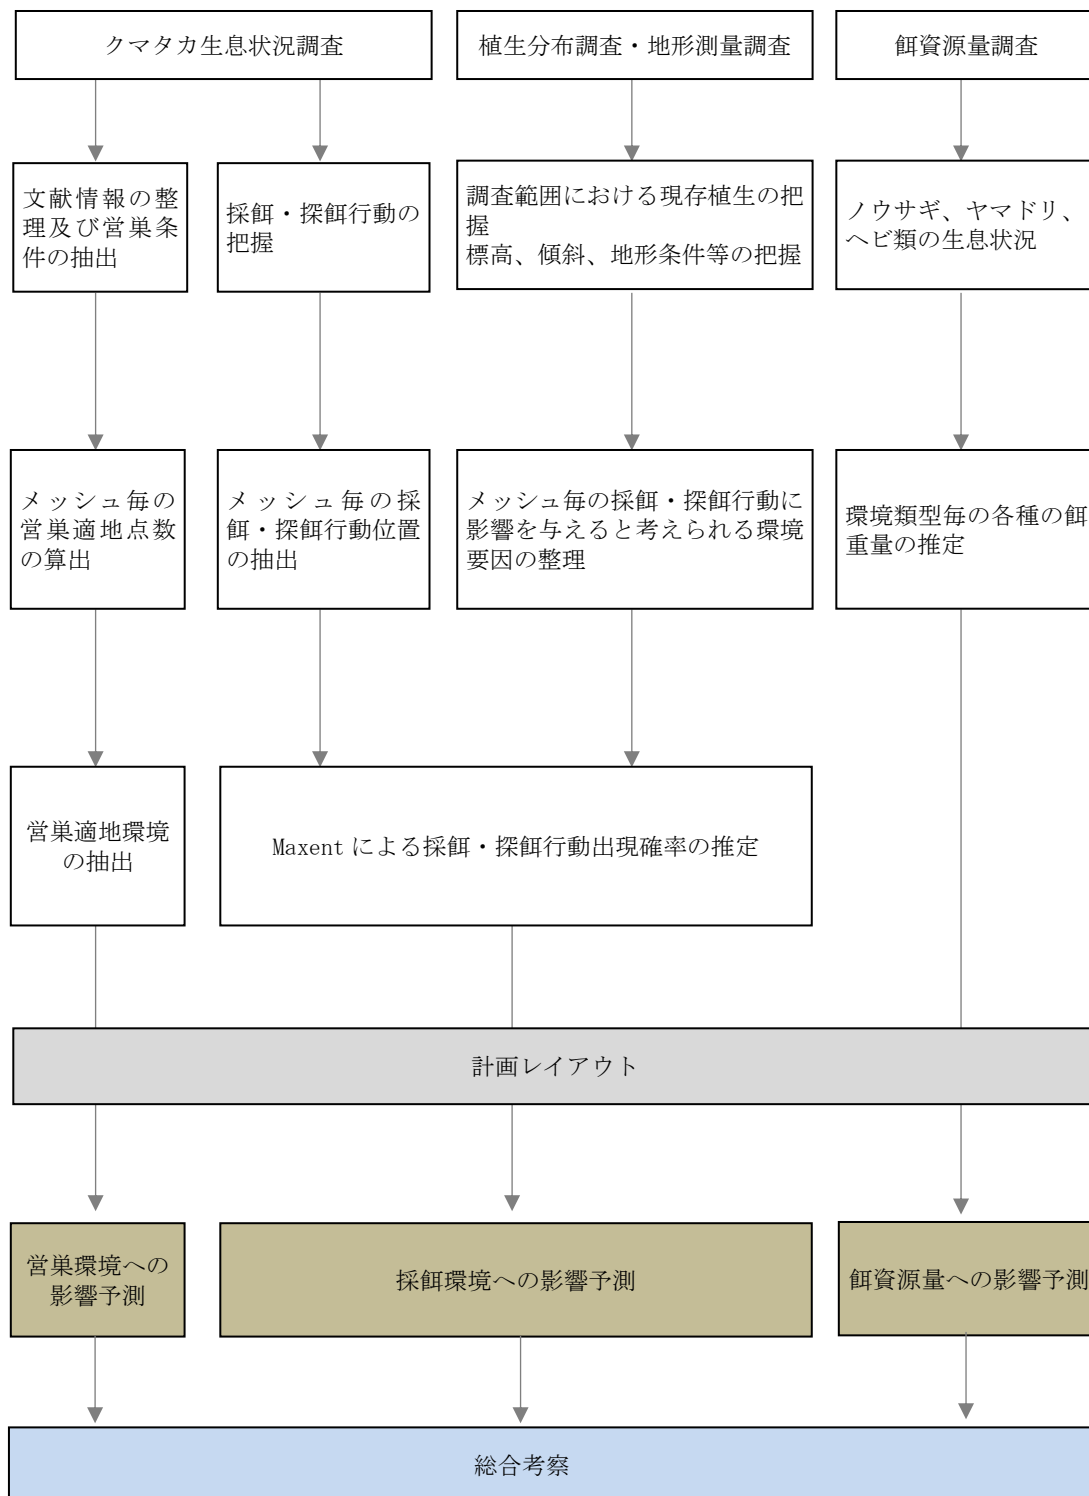 クマタカ生息状況調査
植生分布調査・地形測量調査
餌資源量調査
文献情報の整
理及び営巣条
件の抽出
採餌・探餌行動の
把握
調査範囲における現存植生の把
握
標高、傾斜、地形条件等の把握
ノウサギ、ヤマドリ、
ヘビ類の生息状況
メッシュ毎の
営巣適地点数
の算出
メッシュ毎の採
餌・探餌行動位置
の抽出
メッシュ毎の採餌・探餌行動に
影響を与えると考えられる環境
要因の整理
環境類型毎の各種の餌
重量の推定
営巣適地環境
の抽出
Maxent による採餌・探餌行動出現確率の推定
計画レイアウト
営巣環境への
影響予測
採餌環境への影響予測
餌資源量への影響予測
総合考察